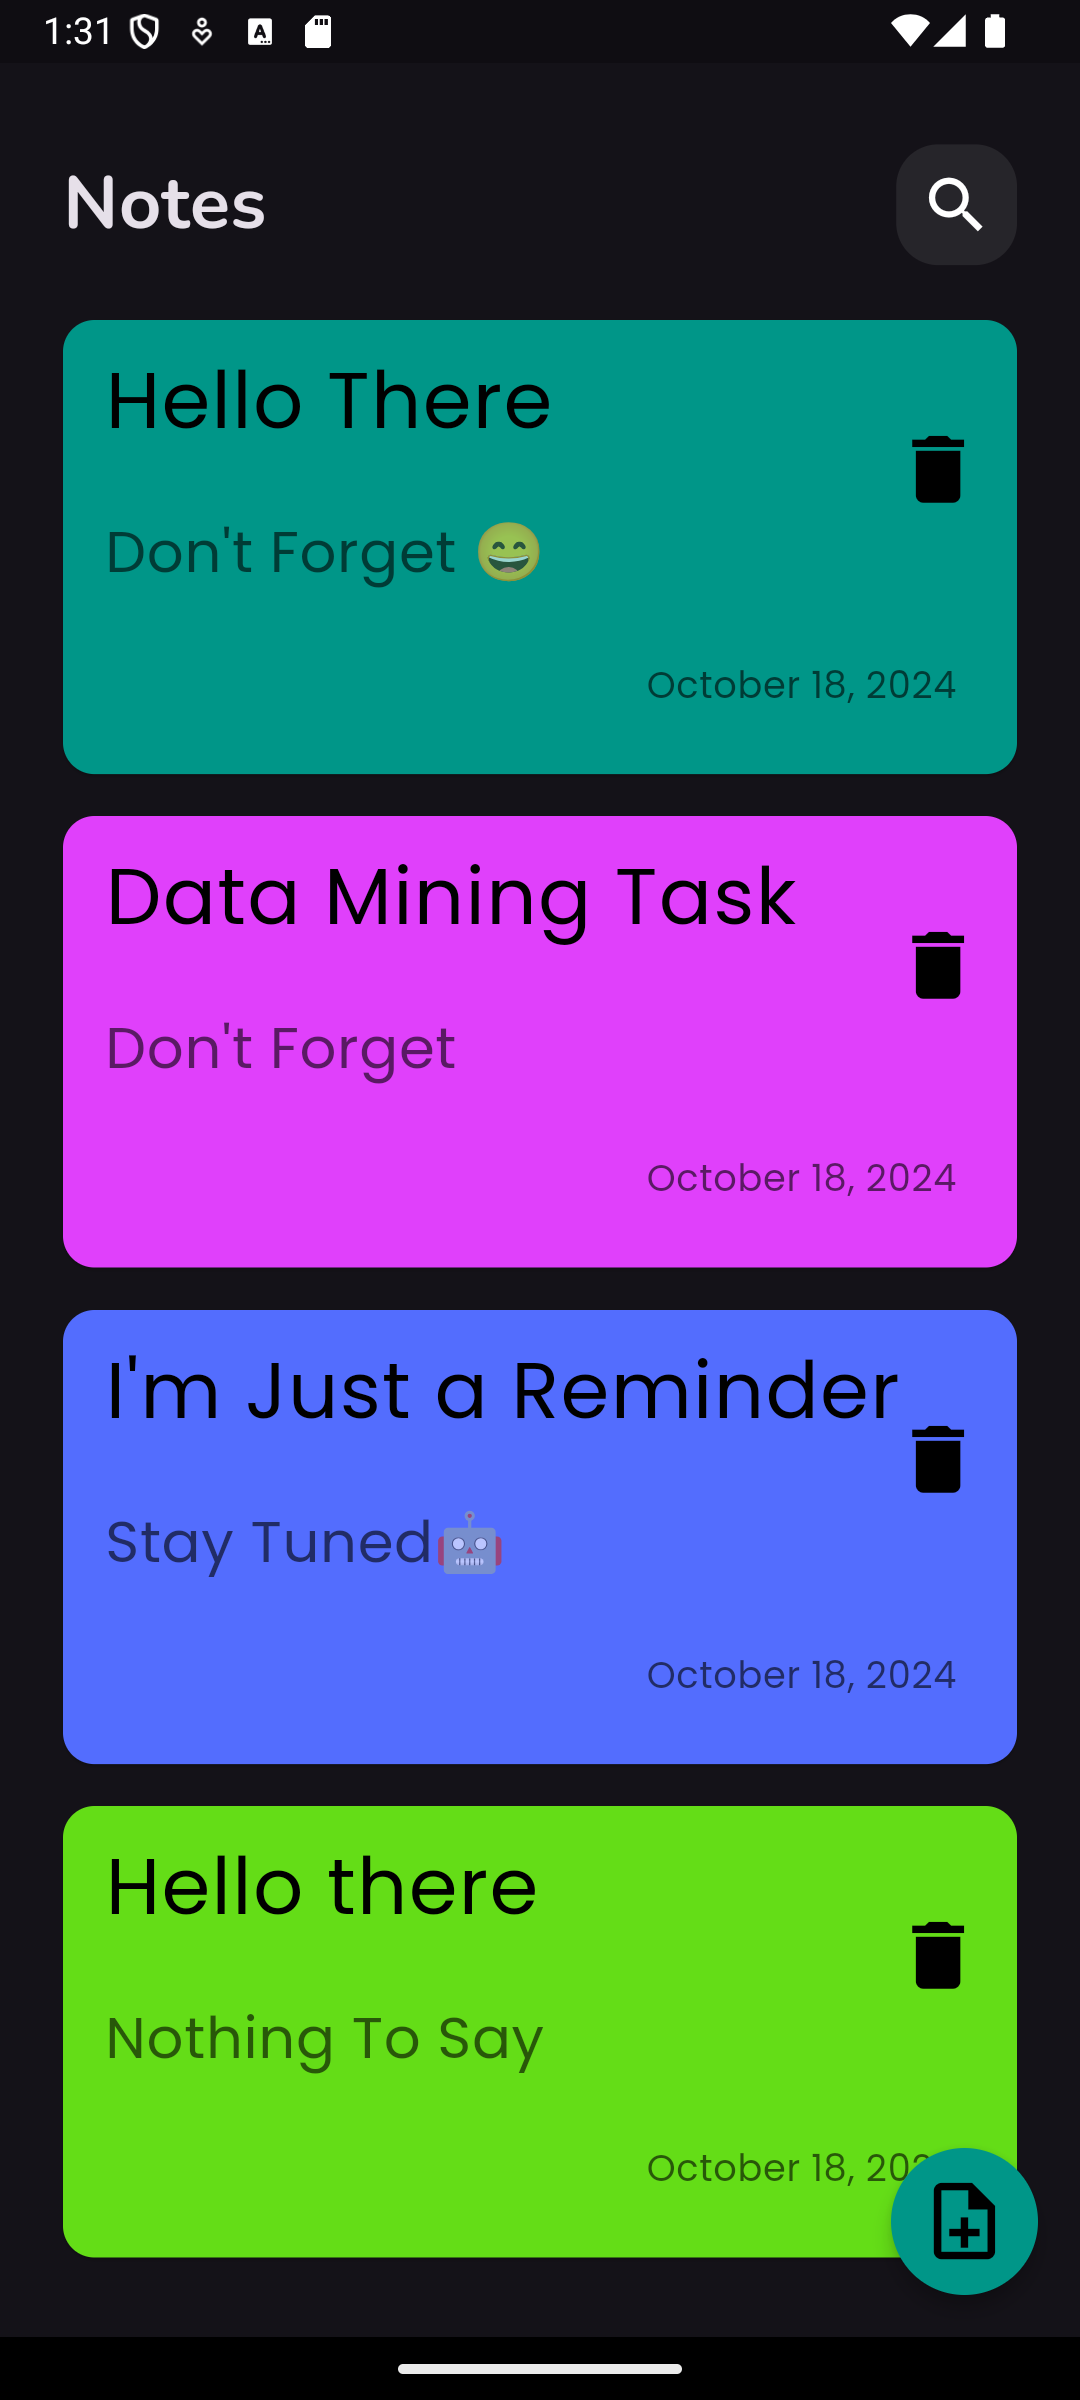 1:31
Notes
Hello There
Don't Forget 😄
October 18, 2024
Data Mining Task
Don't Forget
October 18, 2024
I'm Just a Reminder
Stay Tuned🤖
October 18, 2024
Hello there
Nothing To Say
October 18,